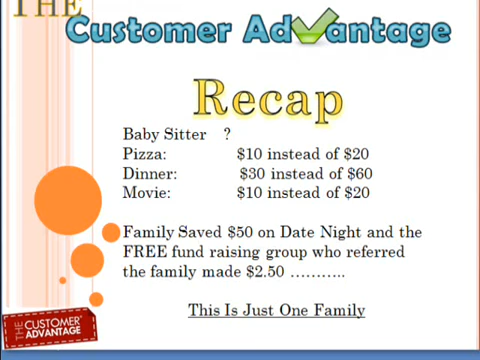 THE
Customer Advantage
Recap
Baby Sitter ?
Pizza: $10 instead of $20
Dinner: $30 instead of $60
Movie: $10 instead of $20
Family Saved $50 on Date Night and the
FREE fund raising group who referred
the family made $2.50 ………..
This Is Just One Family
THE CUSTOMER
ADVANTAGE